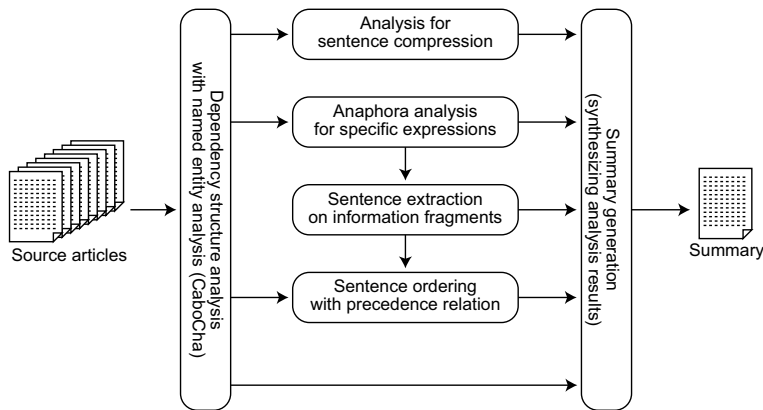 Source articles
Dependency structure analysis
with named entity analysis (CaboCha)
Analysis for
sentence compression
Anaphora analysis
for specific expressions
Sentence extraction
on information fragments
Sentence ordering
with precedence relation
Summary generation
(synthesizing analysis results)
Summary